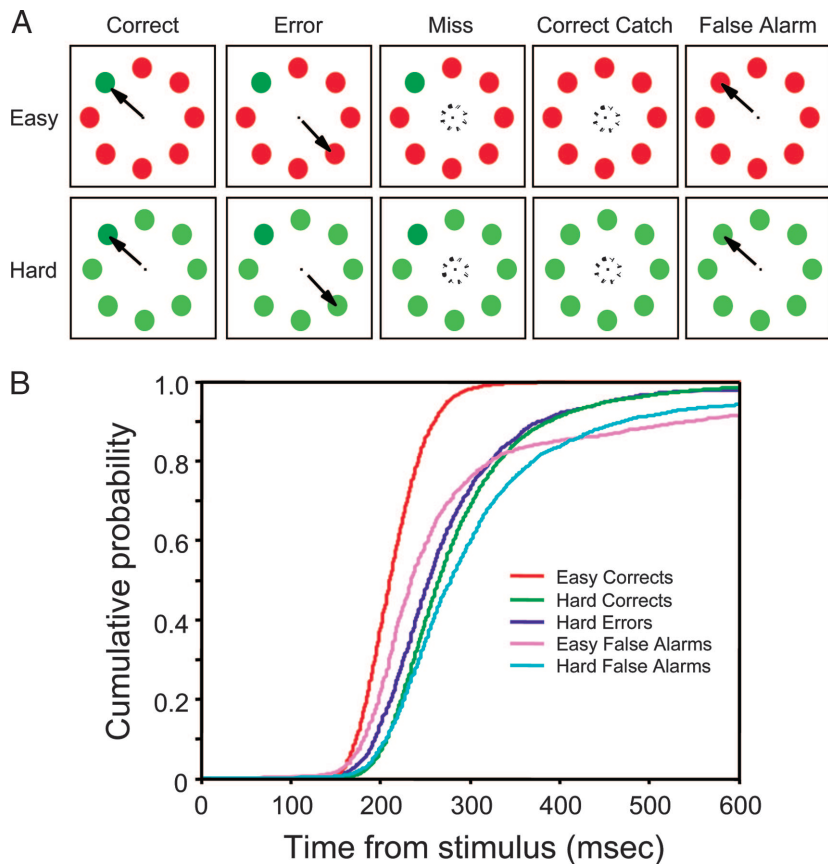 A
Correct Error Miss Correct Catch False Alarm
Easy
Hard
B
1.0
0.8
0.6
0.4
0.2
0
Cumulative probability
Easy Corrects
Hard Corrects
Hard Errors
Easy False Alarms
Hard False Alarms
0 100 200 300 400 500 600
Time from stimulus (msec)